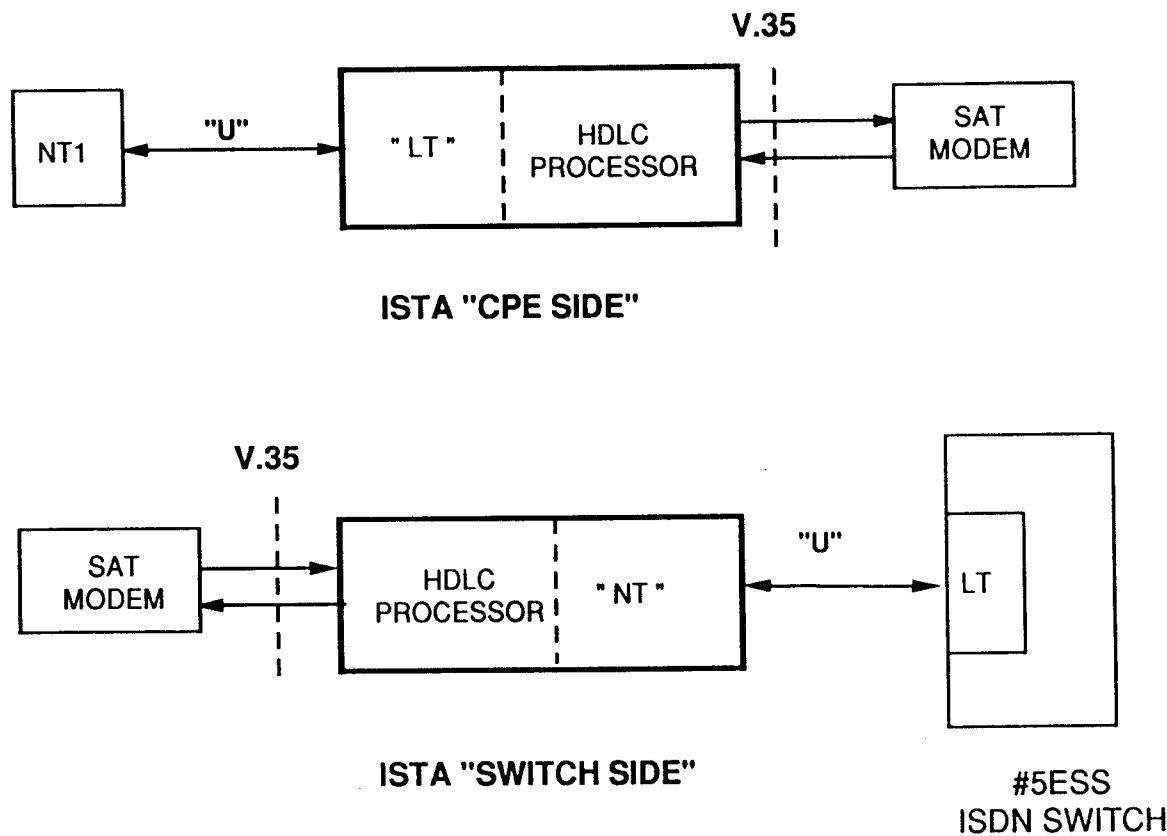 V.35
NT1
"U"
" LT "
HDLC
PROCESSOR
SAT
MODEM
ISTA "CPE SIDE"
V.35
SAT
MODEM
HDLC
PROCESSOR
" NT "
"U"
LT
ISTA "SWITCH SIDE"
#5ESS
ISDN SWITCH